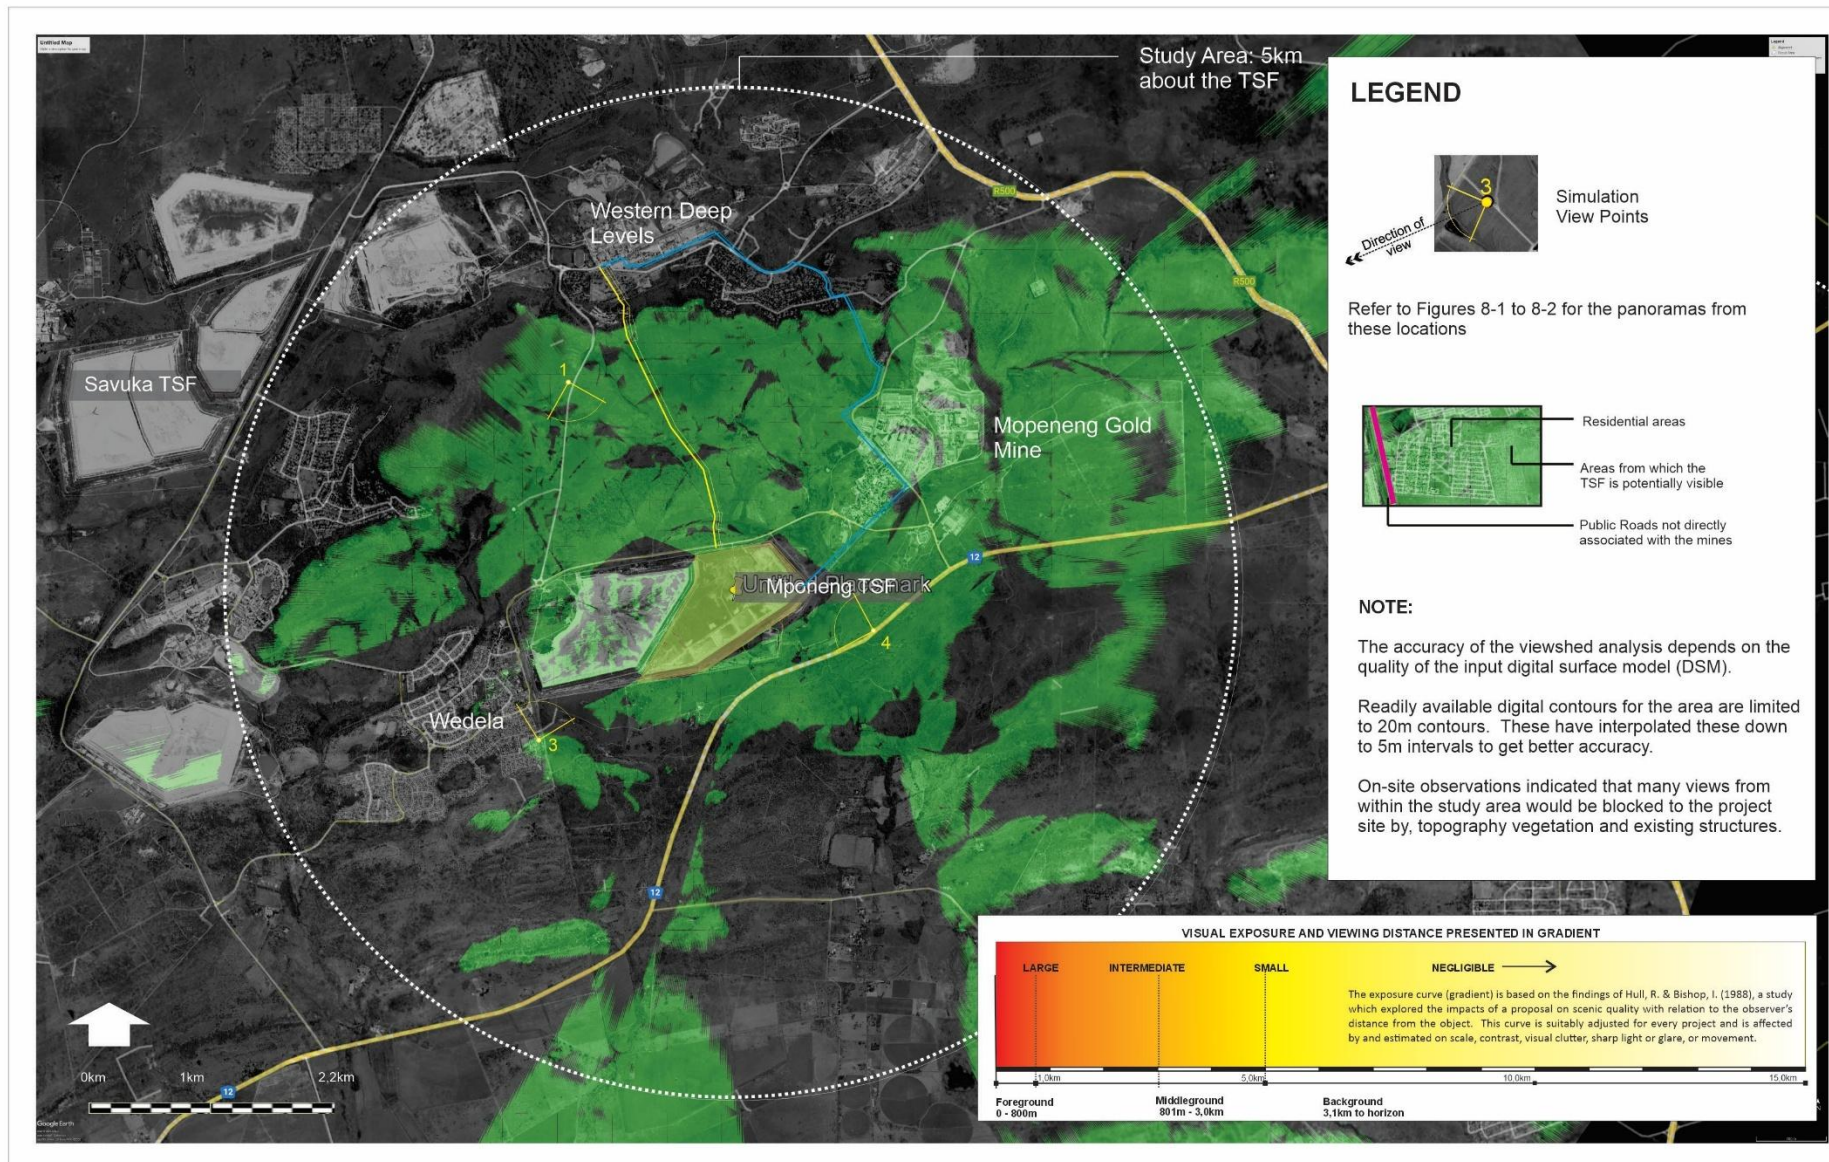 Untitled Map
Study Area: 5km
about the TSF
R500
Western Deep
Levels
R500
1
Savuka TSF
Mopeneng Gold
Mine
12
Mponeng TSF
4
Wedela
3
12
0km 1km 2,2km
12
Google Earth
Legend
LEGEND
3
Direction of
view
Simulation
View Points
Refer to Figures 8-1 to 8-2 for the panoramas from
these locations
Residential areas
Areas from which the
TSF is potentially visible
Public Roads not directly
associated with the mines
NOTE:
The accuracy of the viewshed analysis depends on the
quality of the input digital surface model (DSM).
Readily available digital contours for the area are limited
to 20m contours. These have interpolated these down
to 5m intervals to get better accuracy.
On-site observations indicated that many views from
within the study area would be blocked to the project
site by, topography vegetation and existing structures.
VISUAL EXPOSURE AND VIEWING DISTANCE PRESENTED IN GRADIENT
LARGE INTERMEDIATE SMALL NEGLIGIBLE
The exposure curve (gradient) is based on the findings of Hull, R. & Bishop, I. (1988), a study
which explored the impacts of a proposal on scenic quality with relation to the observer's
distance from the object. This curve is suitably adjusted for every project and is affected
by and estimated on scale, contrast, visual clutter, sharp light or glare, or movement.
1,0km 5,0km 10,0km 15,0km
Foreground
0 - 800m
Middleground
801m - 3,0km
Background
3,1km to horizon